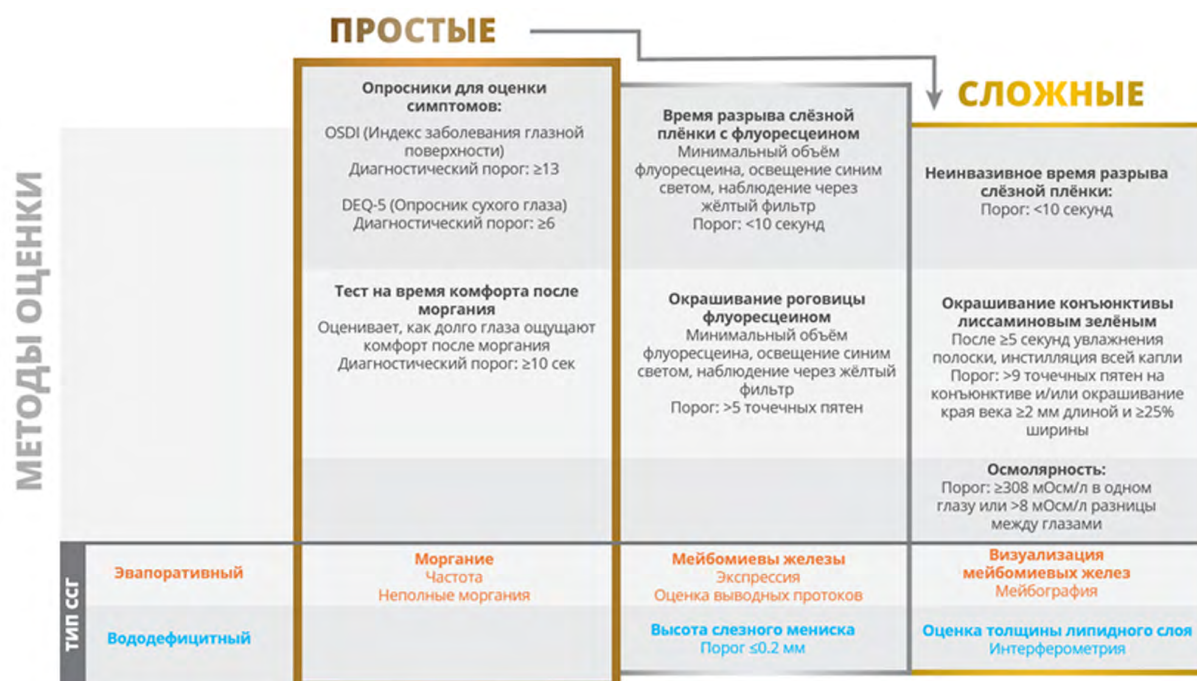 ПРОСТЫЕ
СЛОЖНЫЕ
МЕТОДЫ ОЦЕНКИ
Опросники для оценки
симптомов:
OSDI (Индекс заболевания глазной
поверхности)
Диагностический порог: ≥13
DEQ-5 (Опросник сухого глаза)
Диагностический порог: ≥6
Время разрыва слёзной
плёнки с флуоресцеином
Минимальный объём
флуоресцеина, освещение синим
светом, наблюдение через
жёлтый фильтр
Порог: <10 секунд
Неинвазивное время разрыва
слёзной плёнки:
Порог: <10 секунд
Тест на время комфорта после
моргания
Оценивает, как долго глаза ощущают
комфорт после моргания
Диагностический порог: ≥10 сек
Окрашивание роговицы
флуоресцеином
Минимальный объём
флуоресцеина, освещение синим
светом, наблюдение через жёлтый
фильтр
Порог: >5 точечных пятен
Окрашивание конъюнктивы
лиссаминовым зелёным
После ≥5 секунд увлажнения
полоски, инстилляция всей капли
Порог: >9 точечных пятен на
конъюнктиве и/или окрашивание
края века ≥2 мм длиной и ≥25%
ширины
Осмолярность:
Порог: ≥308 мОсм/л в одном
глазу или >8 мОсм/л разницы
между глазами
ТИП ССГ
Эвапоративный
Моргание
Частота
Неполные моргания
Мейбомиевы железы
Экспрессия
Оценка выводных протоков
Визуализация
мейбомиевых желез
Мейбография
Вододефицитный
Высота слезного мениска
Порог ≤0.2 мм
Оценка толщины липидного слоя
Интерферометрия